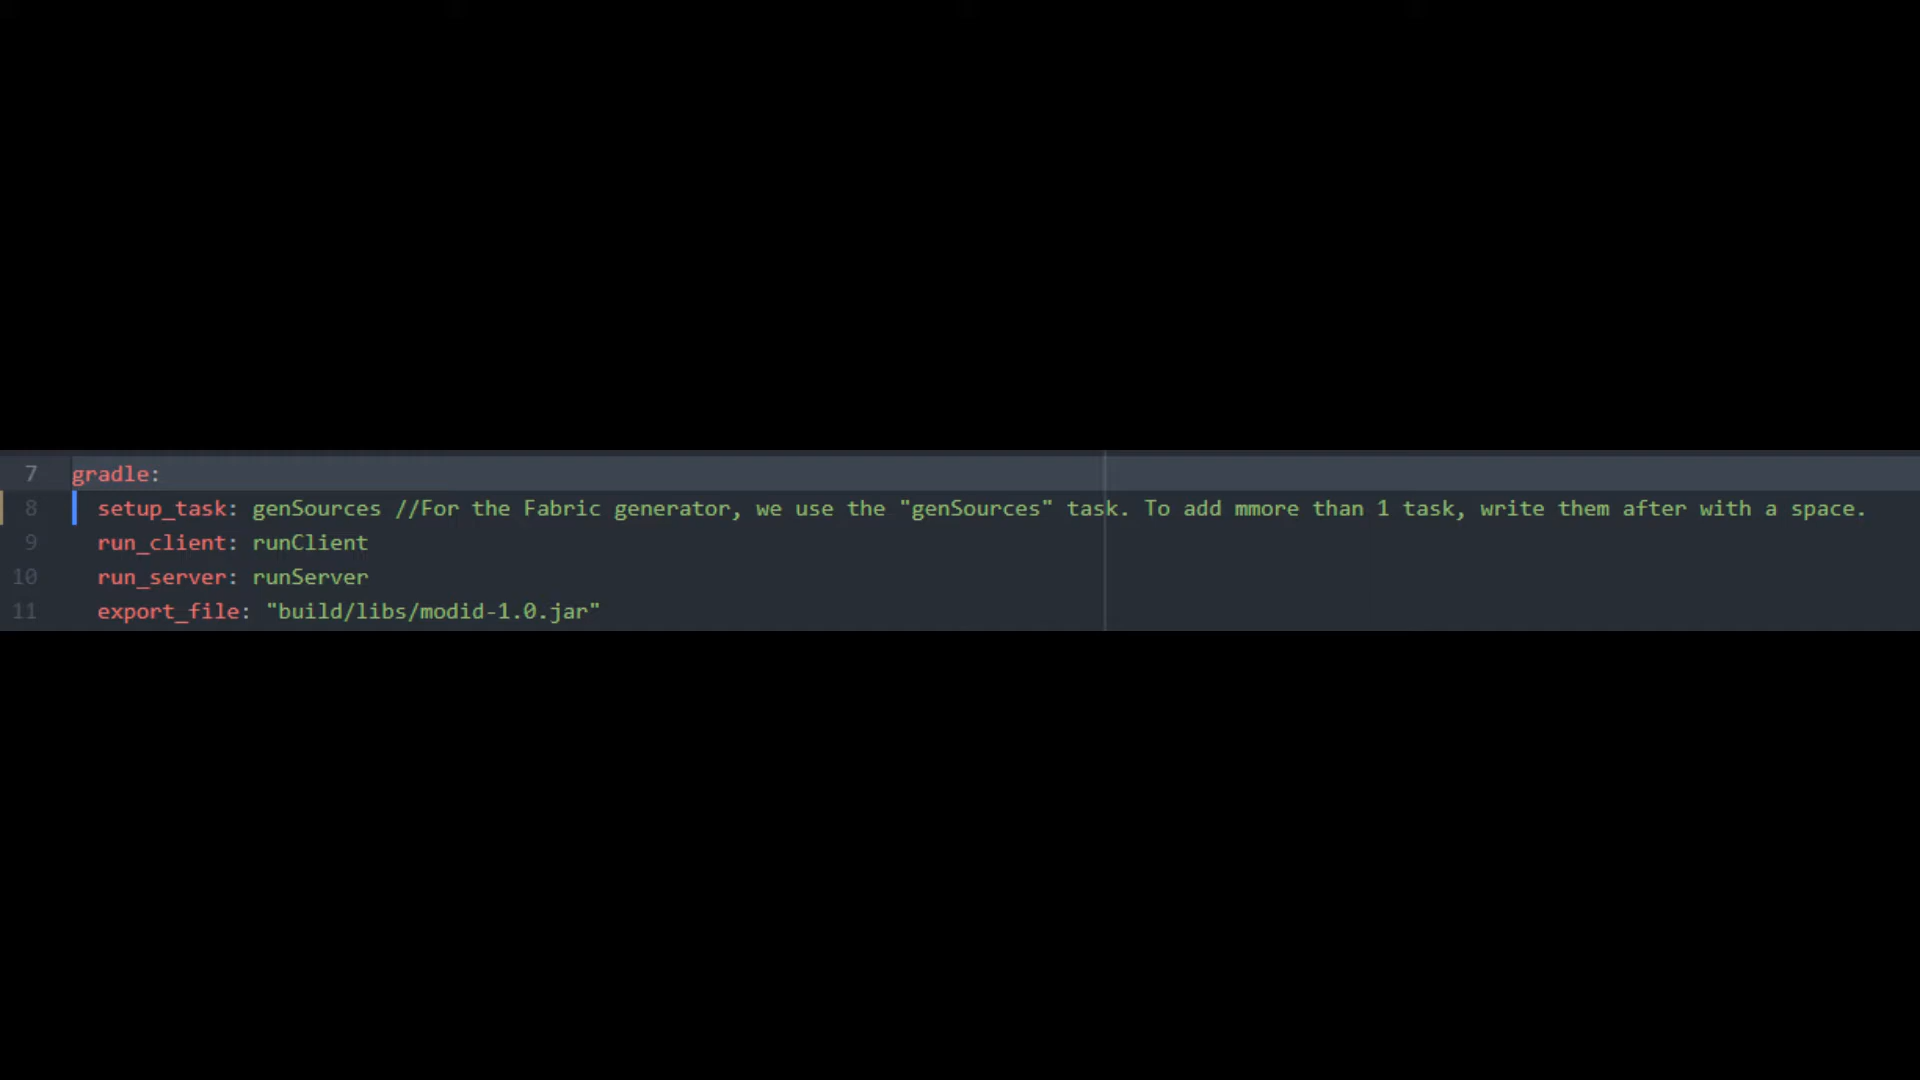 7 gradle:
8 setup_task: genSources //For the Fabric generator, we use the "genSources" task. To add mmore than 1 task, write them after with a space.
9 run_client: runClient
10 run_server: runServer
11 export_file: "build/libs/modid-1.0.jar"